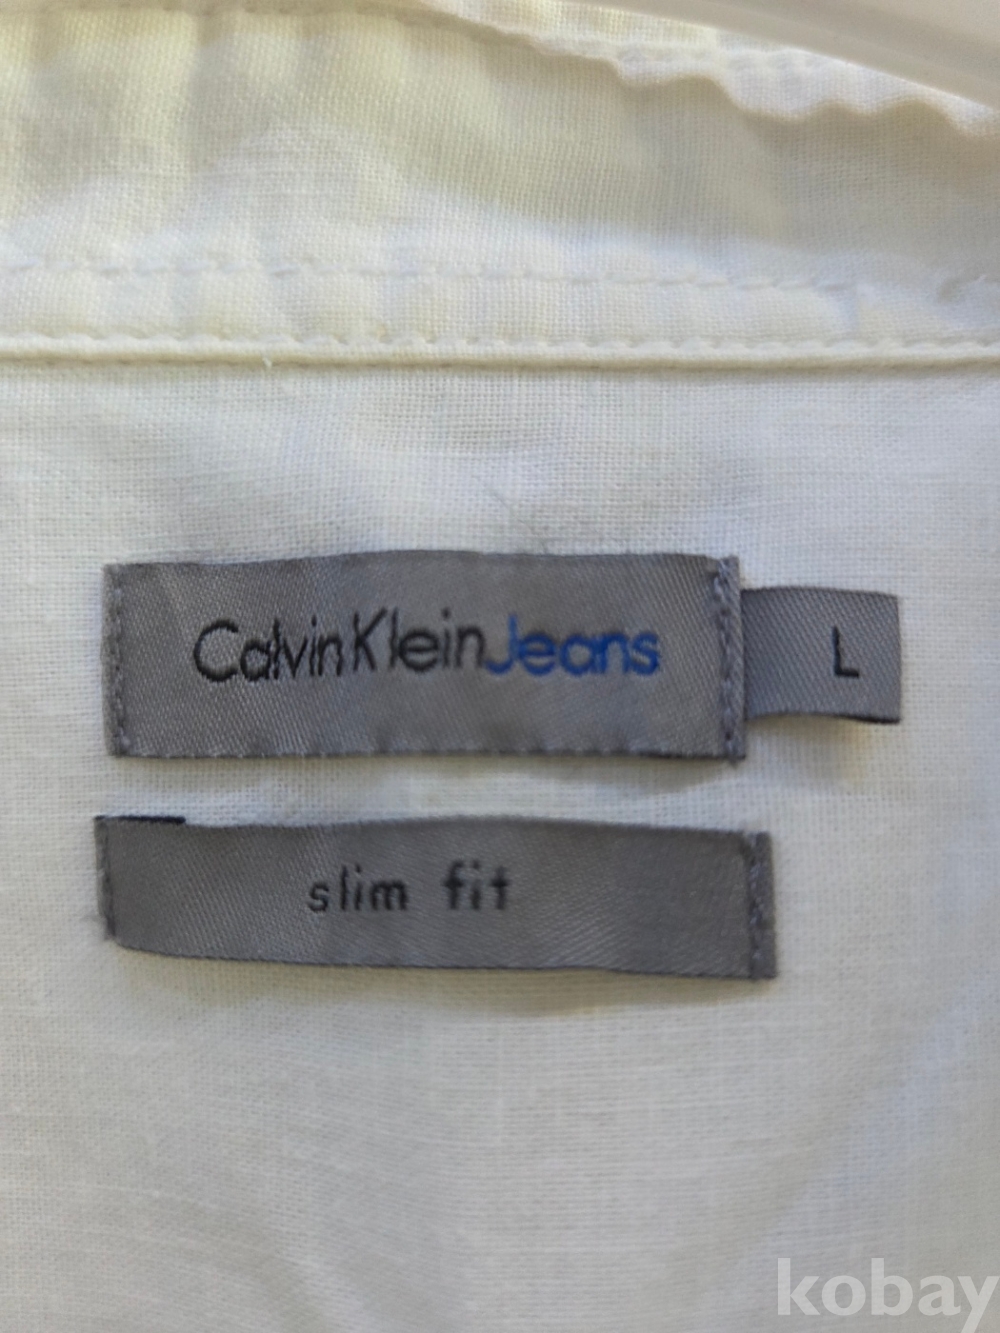 CalvinKleinJeans
L
slim fit
kobay